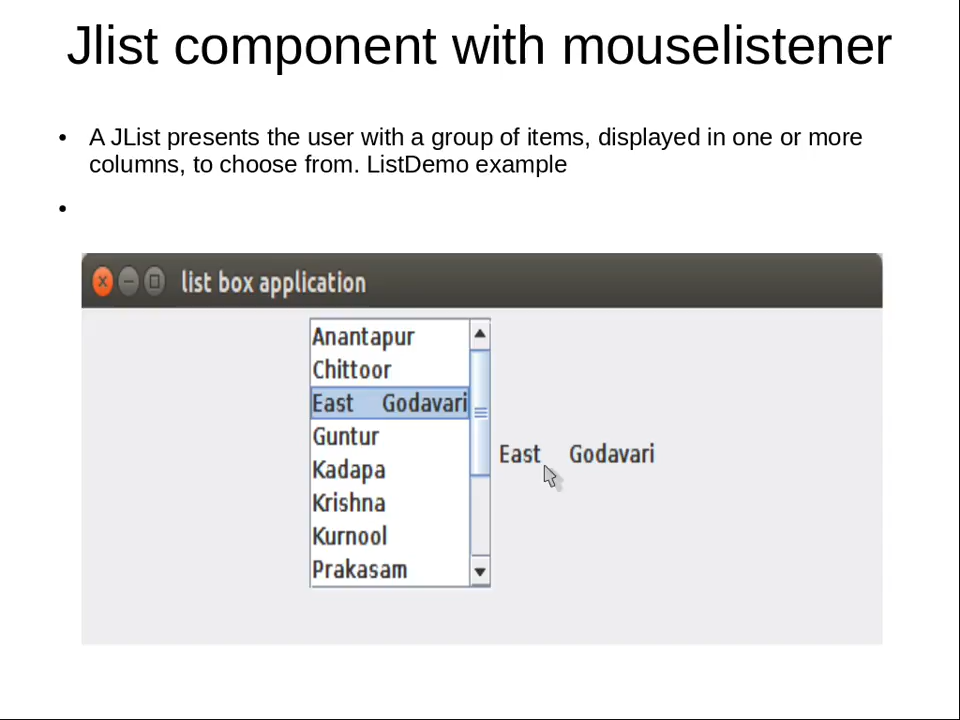 Jlist component with mouselistener
• A JList presents the user with a group of items, displayed in one or more
columns, to choose from. ListDemo example
•
list box application
Anantapur
Chittoor
East Godavari
Guntur
Kadapa
Krishna
Kurnool
Prakasam
East Godavari